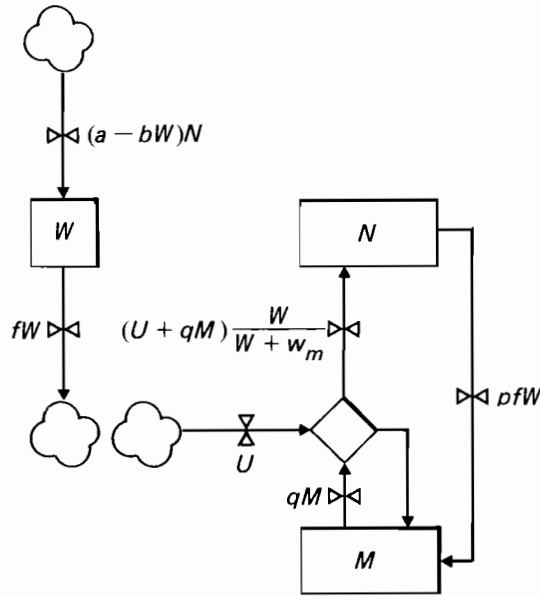 (a − bW)N
W
N
fW
(U + qM) W / (W + w_m)
pfW
U
qM
M